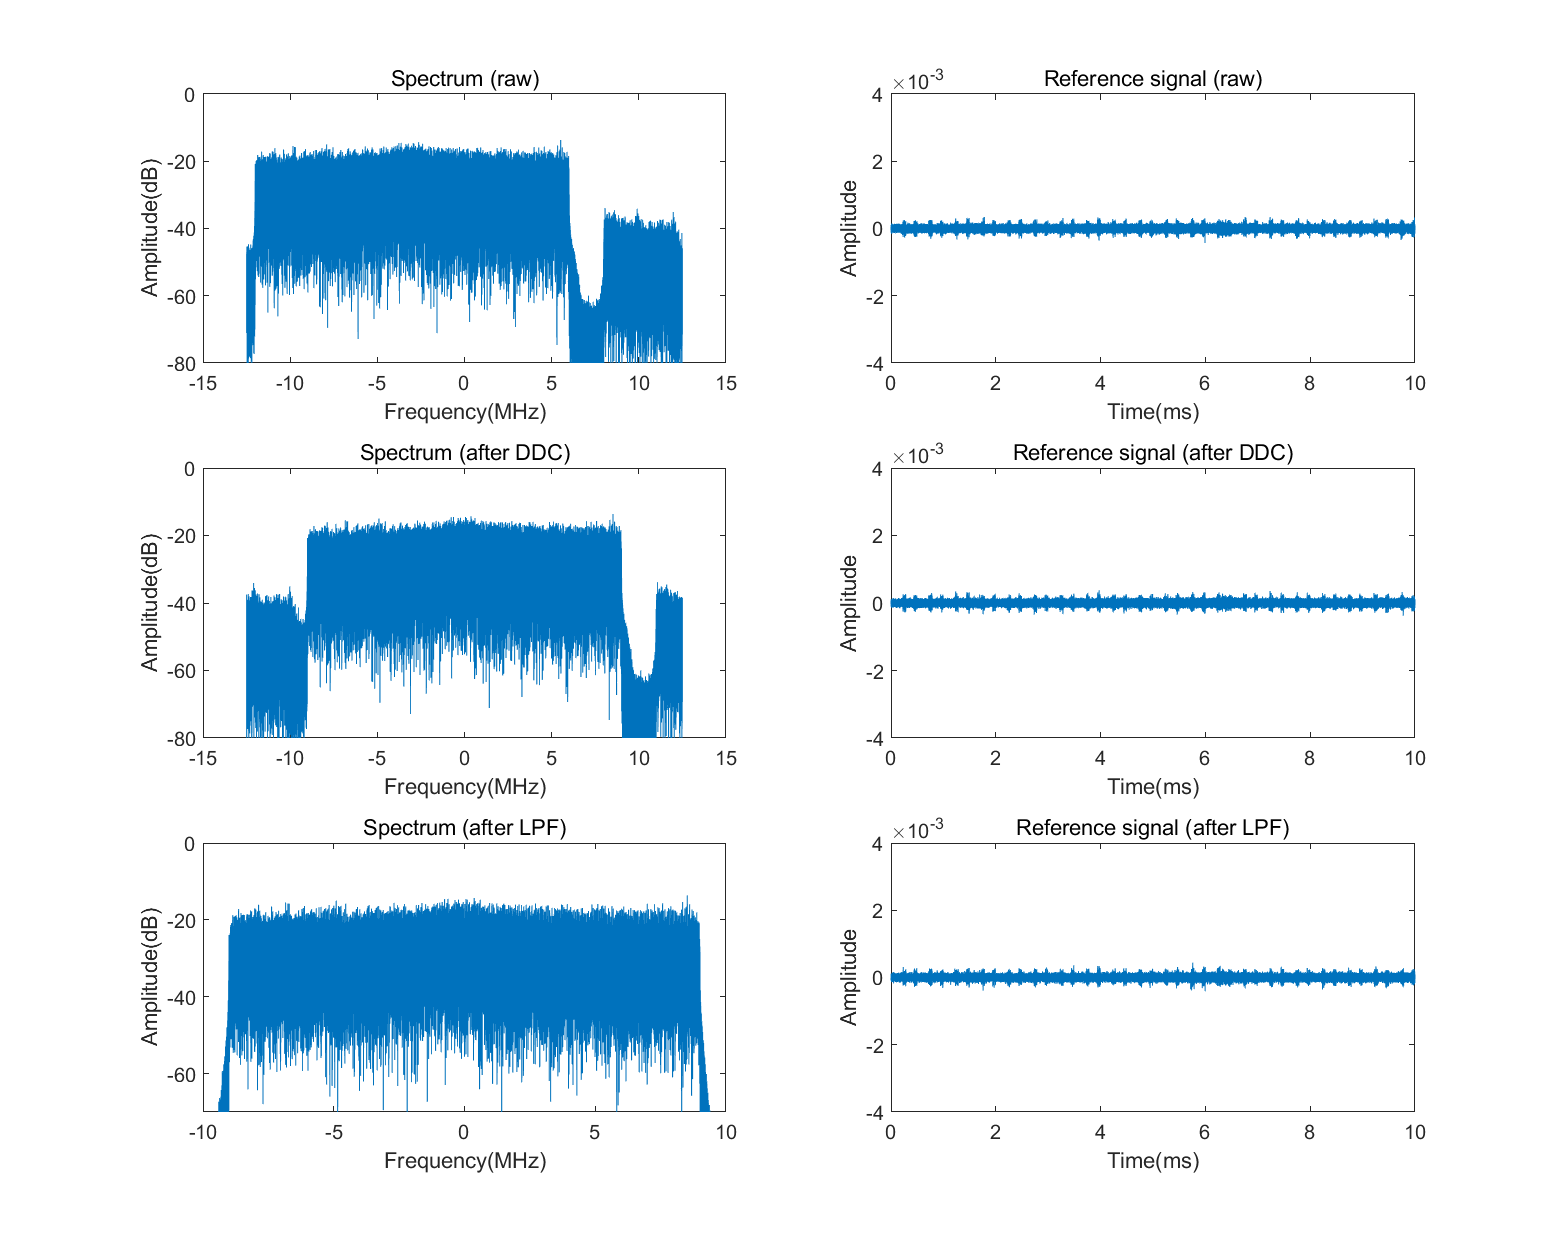 Spectrum (raw)
0
-20
-40
-60
-80
Amplitude(dB)
-15 -10 -5 0 5 10 15
Frequency(MHz)
Reference signal (raw)
×10-3
4
2
0
-2
-4
Amplitude
0 2 4 6 8 10
Time(ms)
Spectrum (after DDC)
0
-20
-40
-60
-80
Amplitude(dB)
-15 -10 -5 0 5 10 15
Frequency(MHz)
Reference signal (after DDC)
×10-3
4
2
0
-2
-4
Amplitude
0 2 4 6 8 10
Time(ms)
Spectrum (after LPF)
0
-20
-40
-60
Amplitude(dB)
-10 -5 0 5 10
Frequency(MHz)
Reference signal (after LPF)
×10-3
4
2
0
-2
-4
Amplitude
0 2 4 6 8 10
Time(ms)